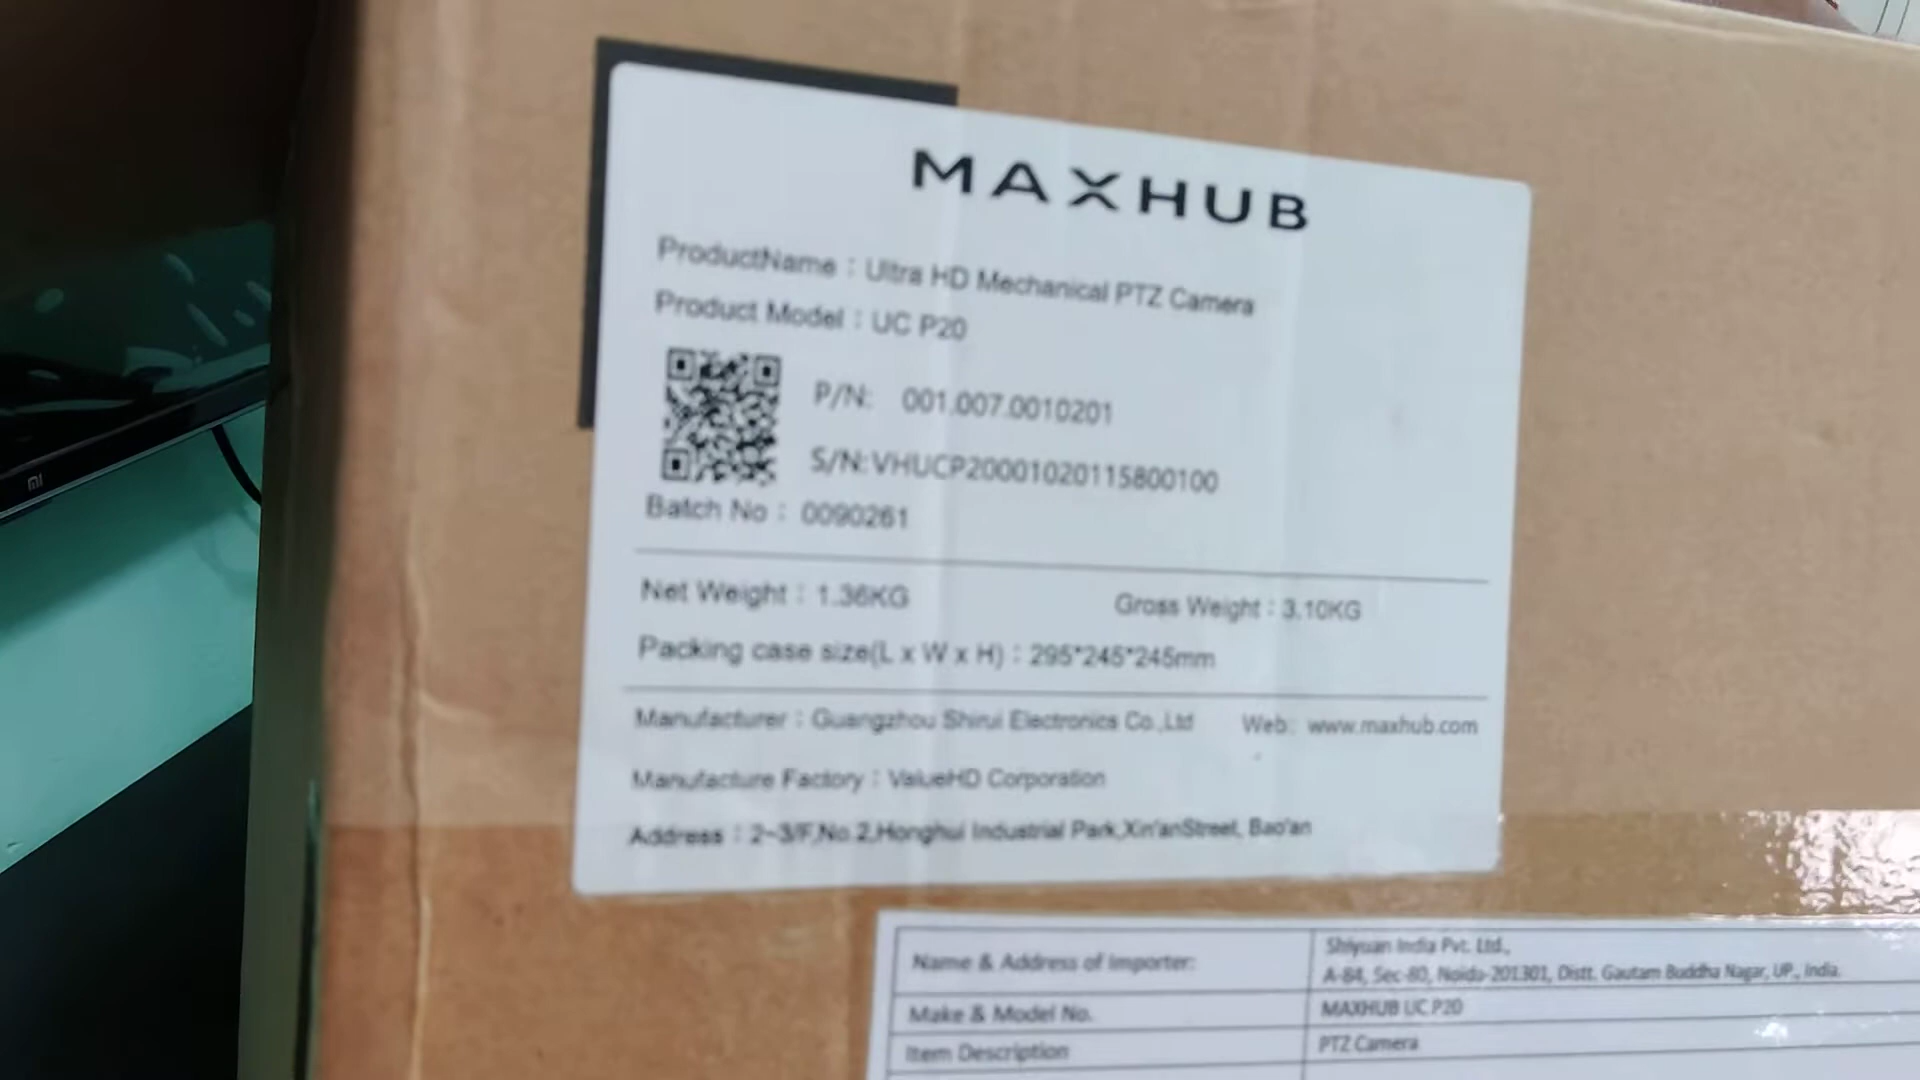 MAXHUB
ProductName : Ultra HD Mechanical PTZ Camera
Product Model : UC P20
P/N: 001.007.0010201
S/N: VHUCP20001020115800100
Batch No : 0090261
Net Weight : 1.36KG Gross Weight : 3.10KG
Packing case size(L x W x H) : 295*245*245mm
Manufacturer : Guangzhou Shirui Electronics Co.,Ltd Web: www.maxhub.com
Manufacture Factory : ValueHD Corporation
Address : 2~3/F,No.2,Honghui Industrial Park,Xin'anStreet, Bao'an
Name & Address of Importer: Shiyuan India Pvt. Ltd.,
A-84, Sec-80, Noida-201301, Distt. Gautam Buddha Nagar, UP., India.
Make & Model No. MAXHUB UC P20
Item Description PTZ Camera
mi